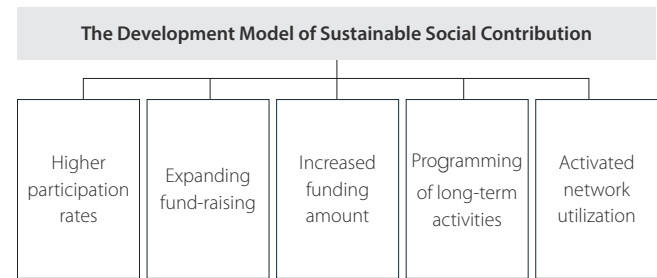 The Development Model of Sustainable Social Contribution
Higher
participation
rates
Expanding
fund-raising
Increased
funding
amount
Programming
of long-term
activities
Activated
network
utilization